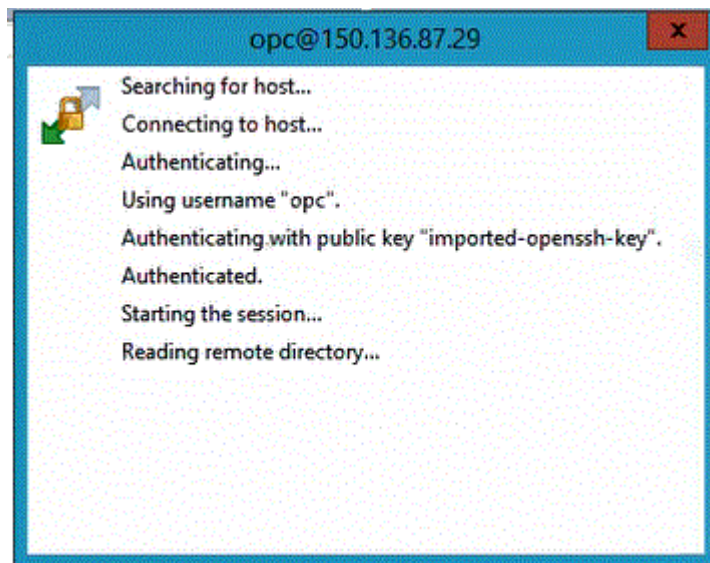 opc@150.136.87.29
Searching for host...
Connecting to host...
Authenticating...
Using username "opc".
Authenticating with public key "imported-openssh-key".
Authenticated.
Starting the session...
Reading remote directory...